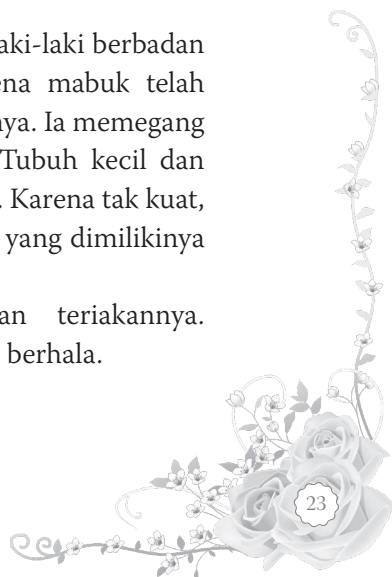 aki-laki berbadan
ena mabuk telah
nya. Ia memegang
Tubuh kecil dan
. Karena tak kuat,
yang dimilikinya
an teriakannya.
berhala.
23